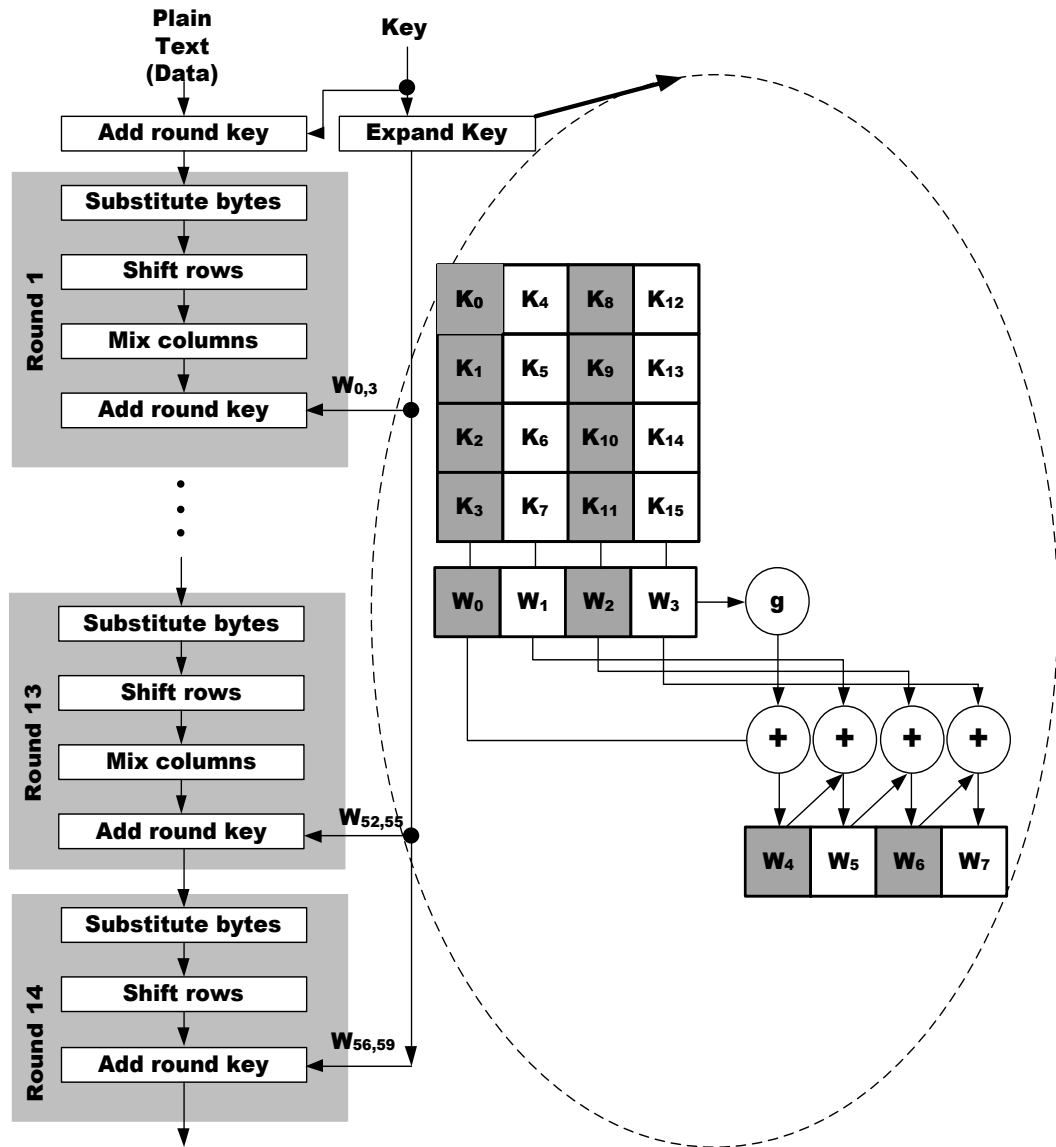 Plain
Text
(Data)
Key
Add round key
Expand Key
Round 1
Substitute bytes
Shift rows
Mix columns
Add round key
W0,3
Round 13
Substitute bytes
Shift rows
Mix columns
Add round key
W52,55
Round 14
Substitute bytes
Shift rows
Add round key
W56,59
K0 K4 K8 K12
K1 K5 K9 K13
K2 K6 K10 K14
K3 K7 K11 K15
W0 W1 W2 W3
g
+ + + +
W4 W5 W6 W7